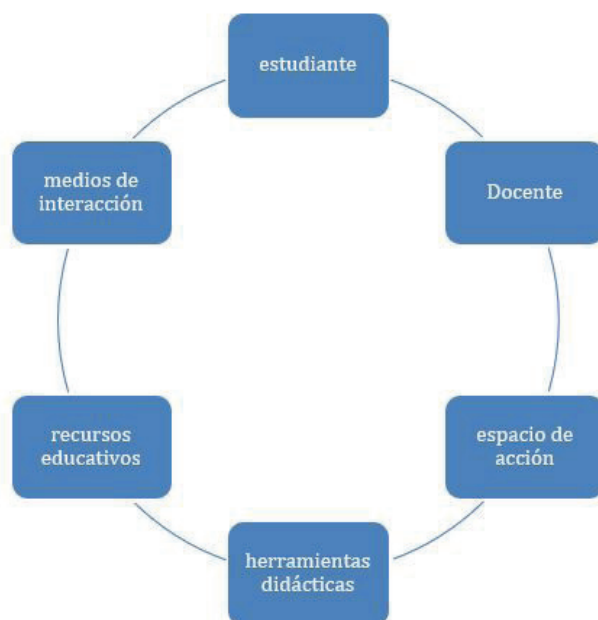 estudiante
Docente
espacio de
acción
herramientas
didácticas
recursos
educativos
medios de
interacción